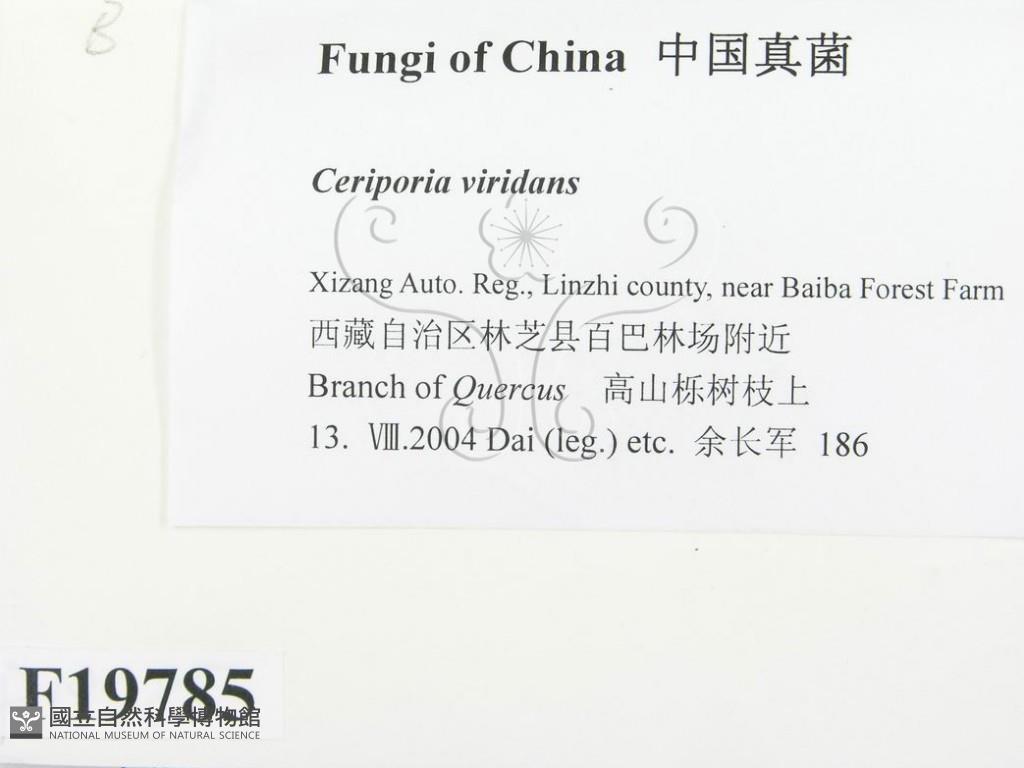 B
Fungi of China 中国真菌
Ceriporia viridans
Xizang Auto. Reg., Linzhi county, near Baiba Forest Farm
西藏自治区林芝县百巴林场附近
Branch of Quercus 高山栎树枝上
13. Ⅷ.2004 Dai (leg.) etc. 余长军 186
F19785
國立自然科學博物館
NATIONAL MUSEUM OF NATURAL SCIENCE